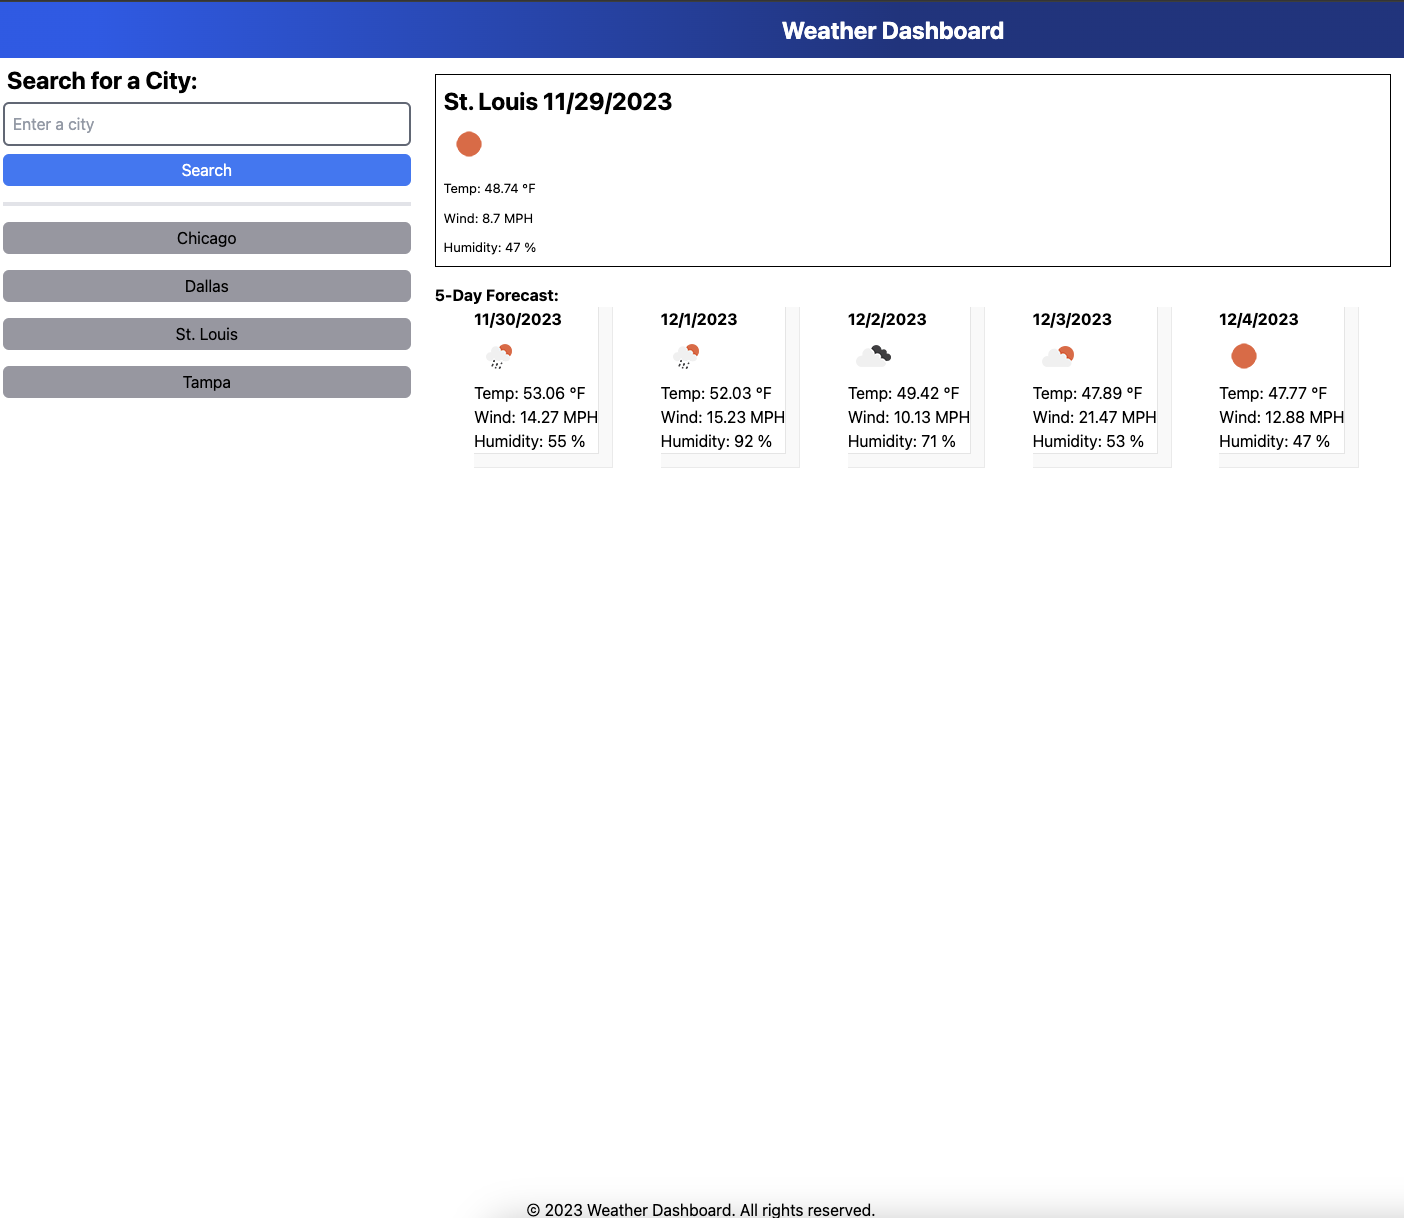 Weather Dashboard
Search for a City:
Enter a city
Search
Chicago
Dallas
St. Louis
Tampa
St. Louis 11/29/2023
Temp: 48.74 °F
Wind: 8.7 MPH
Humidity: 47 %
5-Day Forecast:
11/30/2023
Temp: 53.06 °F
Wind: 14.27 MPH
Humidity: 55 %
12/1/2023
Temp: 52.03 °F
Wind: 15.23 MPH
Humidity: 92 %
12/2/2023
Temp: 49.42 °F
Wind: 10.13 MPH
Humidity: 71 %
12/3/2023
Temp: 47.89 °F
Wind: 21.47 MPH
Humidity: 53 %
12/4/2023
Temp: 47.77 °F
Wind: 12.88 MPH
Humidity: 47 %
© 2023 Weather Dashboard. All rights reserved.